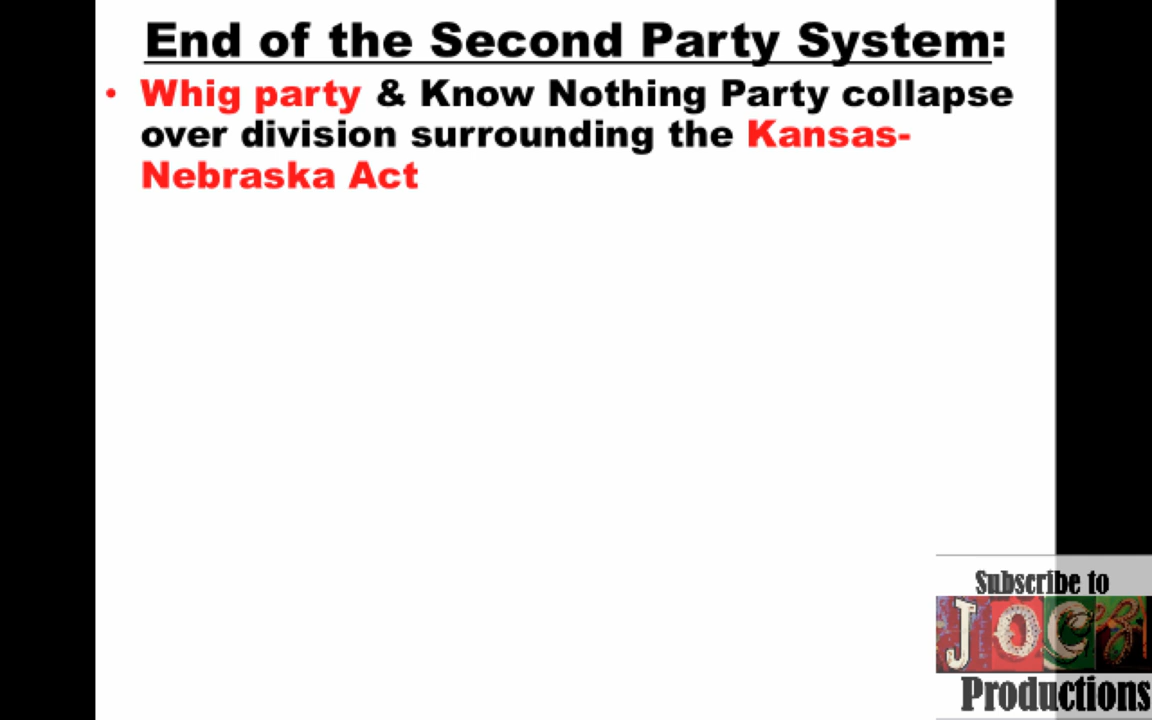 End of the Second Party System:
• Whig party & Know Nothing Party collapse
over division surrounding the Kansas-
Nebraska Act
Subscribe to
JOCZ
Productions